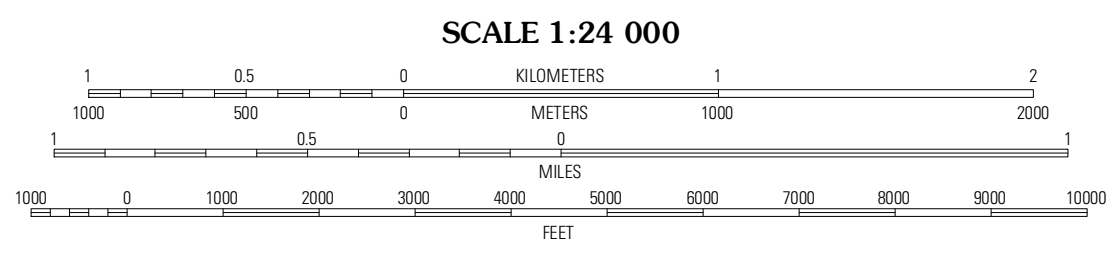 SCALE 1:24 000
1 0.5 0 KILOMETERS 1 2
1000 500 0 METERS 1000 2000
1 0.5 0 1
MILES
1000 0 1000 2000 3000 4000 5000 6000 7000 8000 9000 10000
FEET